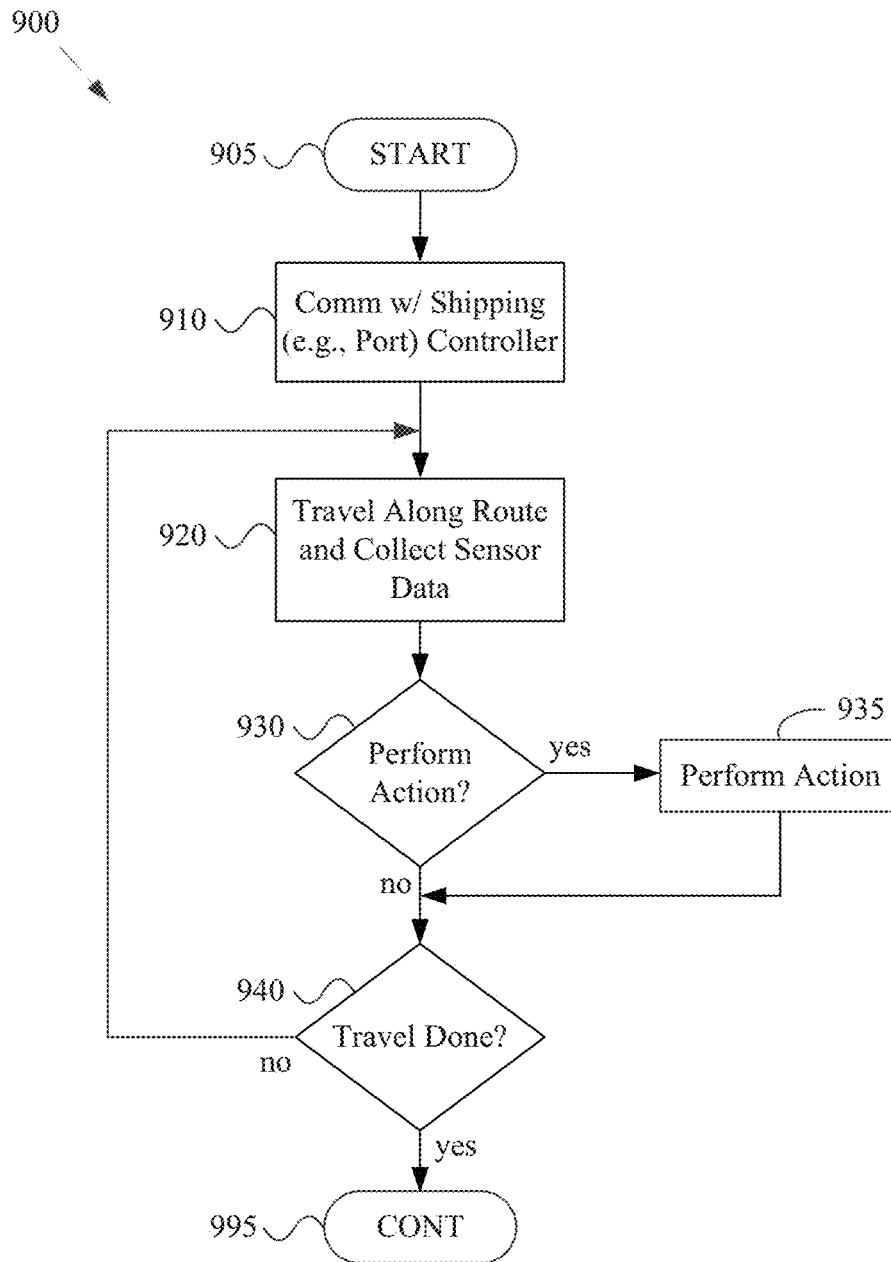 900
905
START
910
Comm w/ Shipping
(e.g., Port) Controller
920
Travel Along Route
and Collect Sensor
Data
930
Perform
Action?
yes
935
Perform Action
no
940
Travel Done?
no
yes
995
CONT